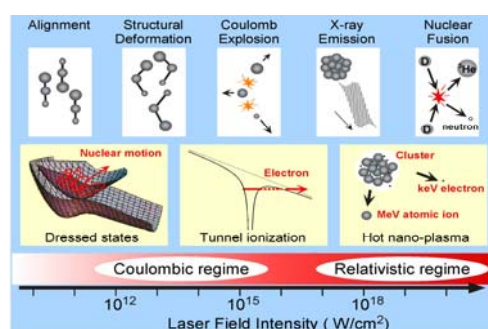 Alignment
Structural
Deformation
Coulomb
Explosion
X-ray
Emission
Nuclear
Fusion
D
He
D
neutron
Nuclear motion
Dressed states
Electron
Tunnel ionization
Cluster
keV electron
MeV atomic ion
Hot nano-plasma
Coulombic regime
Relativistic regime
10¹² 10¹⁵ 10¹⁸
Laser Field Intensity ( W/cm²)